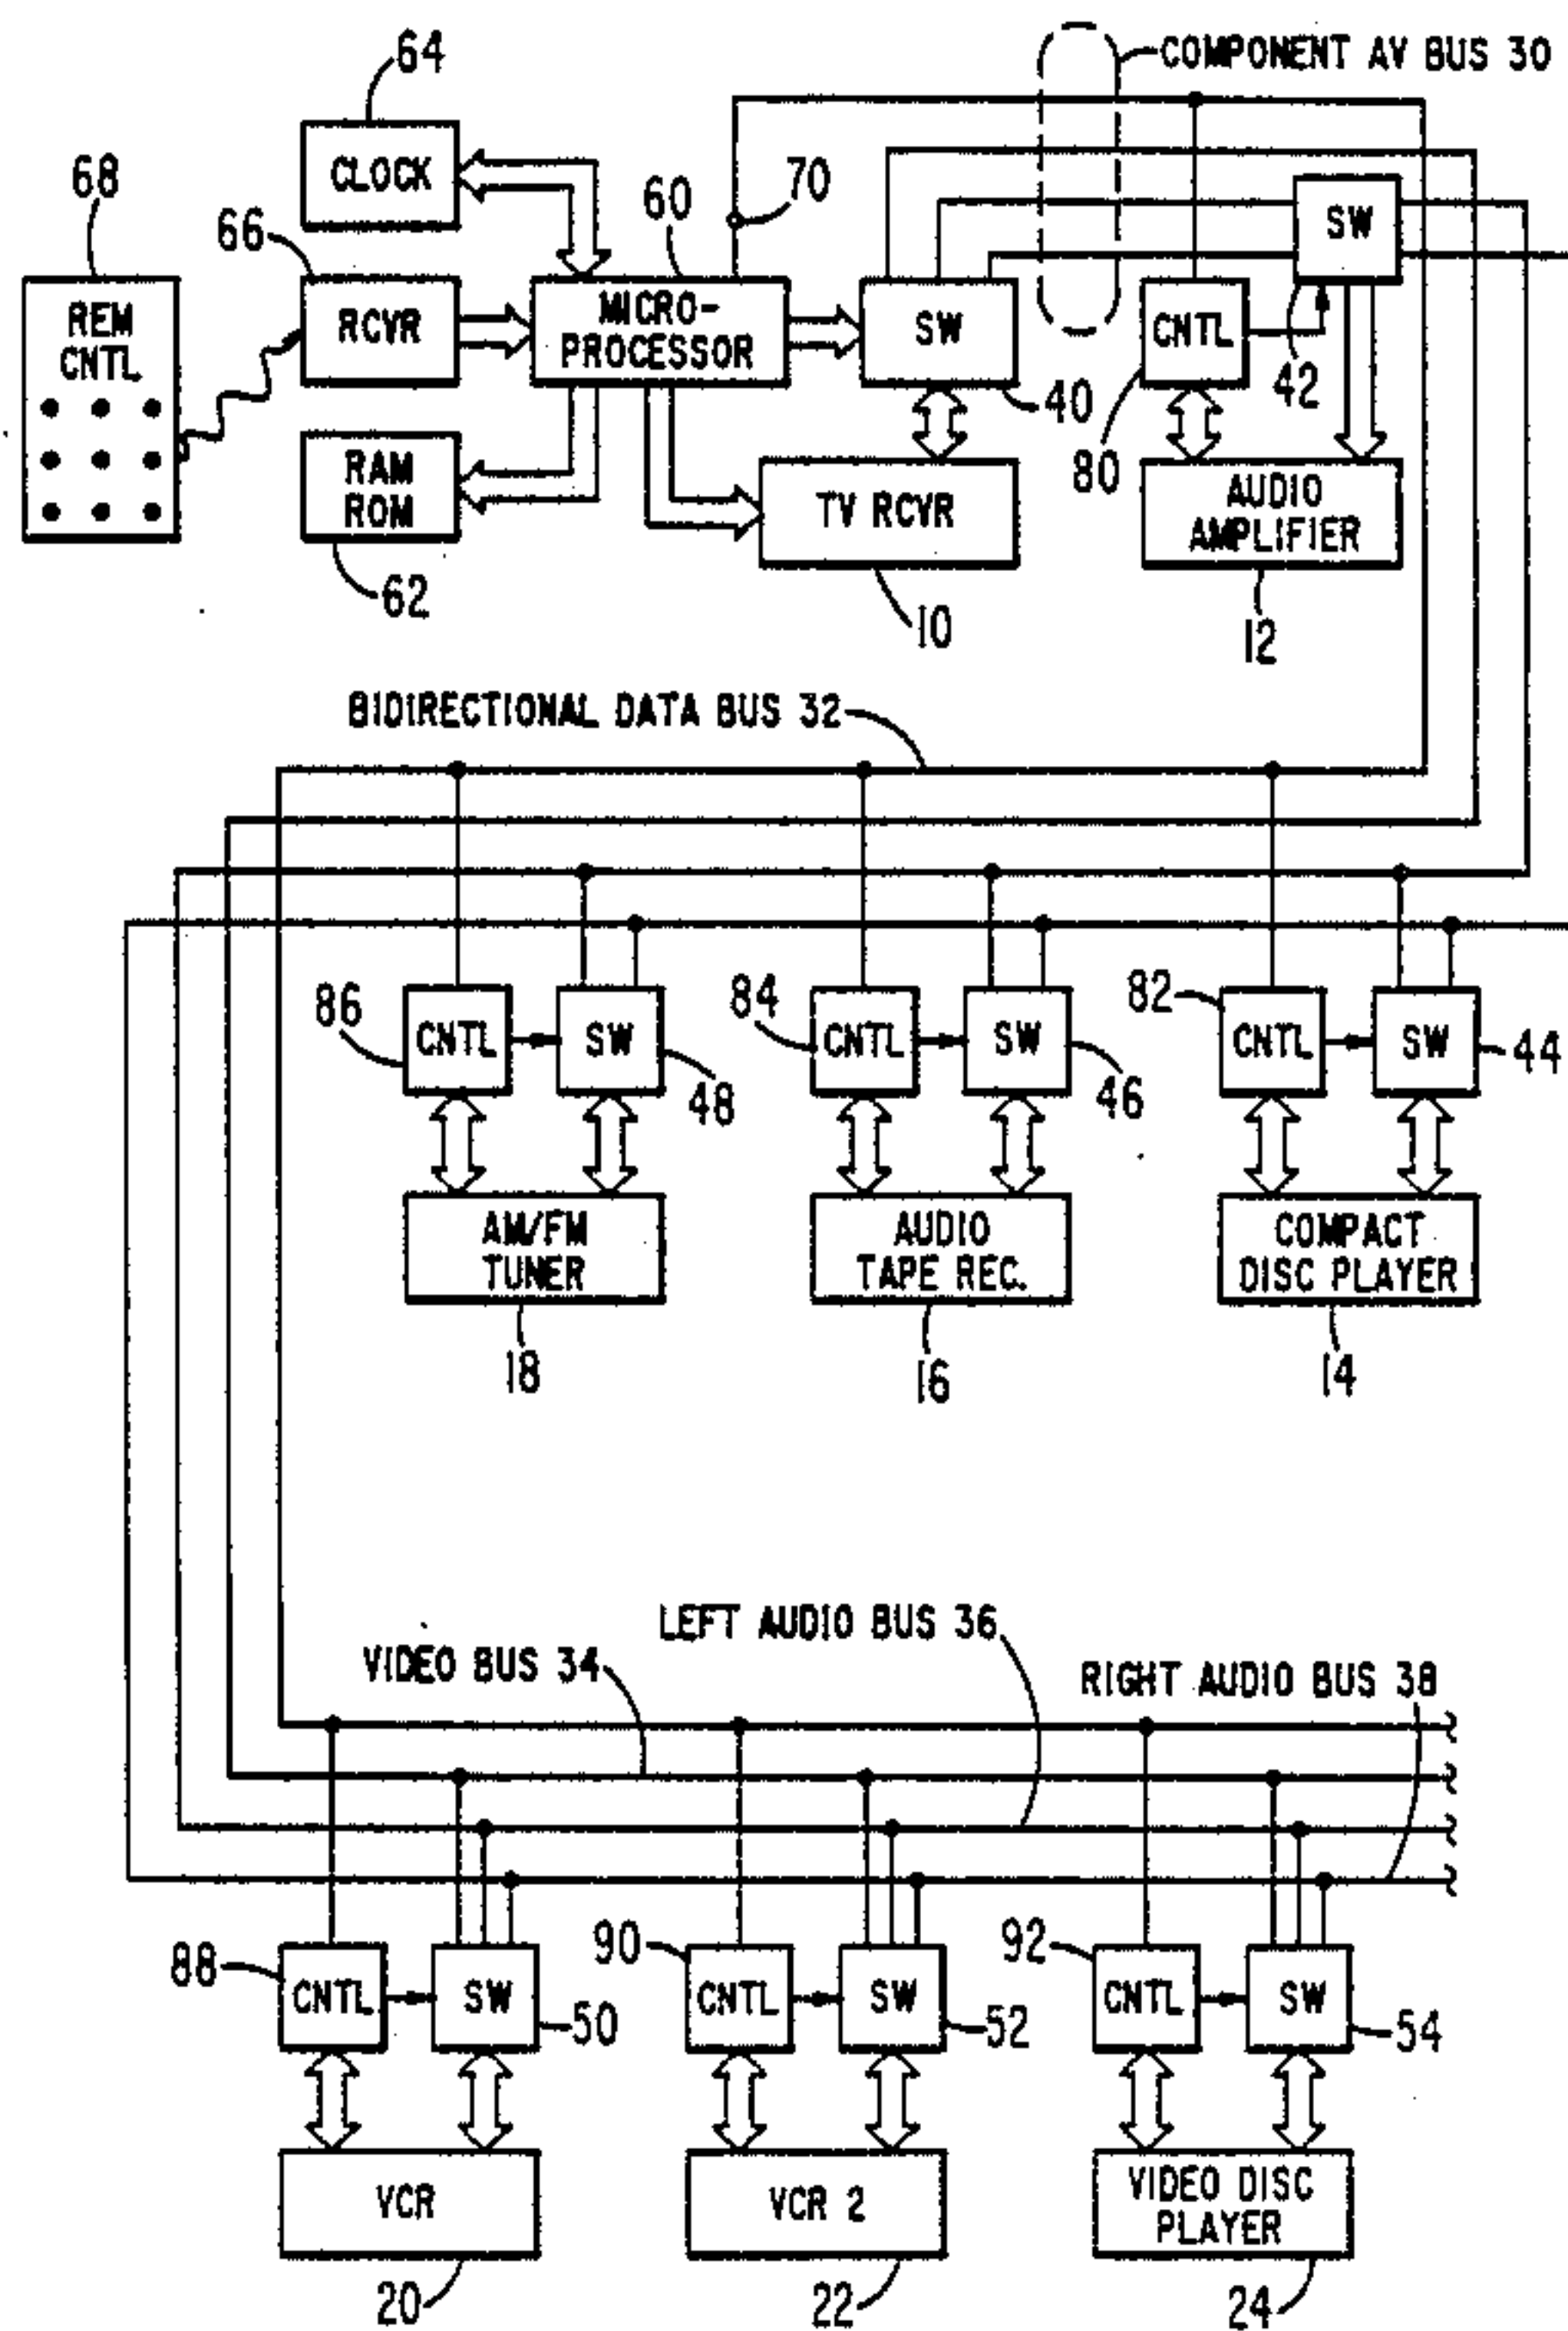 64
COMPONENT AV BUS 30
CLOCK
68
66
60
70
SW
REM
CNTL
RCVR
MICRO-
PROCESSOR
SW
CNTL
42
40
80
RAM
ROM
TV RCVR
AUDIO
AMPLIFIER
62
10
12
BIDIRECTIONAL DATA BUS 32
86
CNTL
SW
48
84
CNTL
SW
46
82
CNTL
SW
44
AM/FM
TUNER
AUDIO
TAPE REC.
COMPACT
DISC PLAYER
18
16
14
LEFT AUDIO BUS 36
VIDEO BUS 34
RIGHT AUDIO BUS 38
88
CNTL
SW
50
90
CNTL
SW
52
92
CNTL
SW
54
VCR
VCR 2
VIDEO DISC
PLAYER
20
22
24